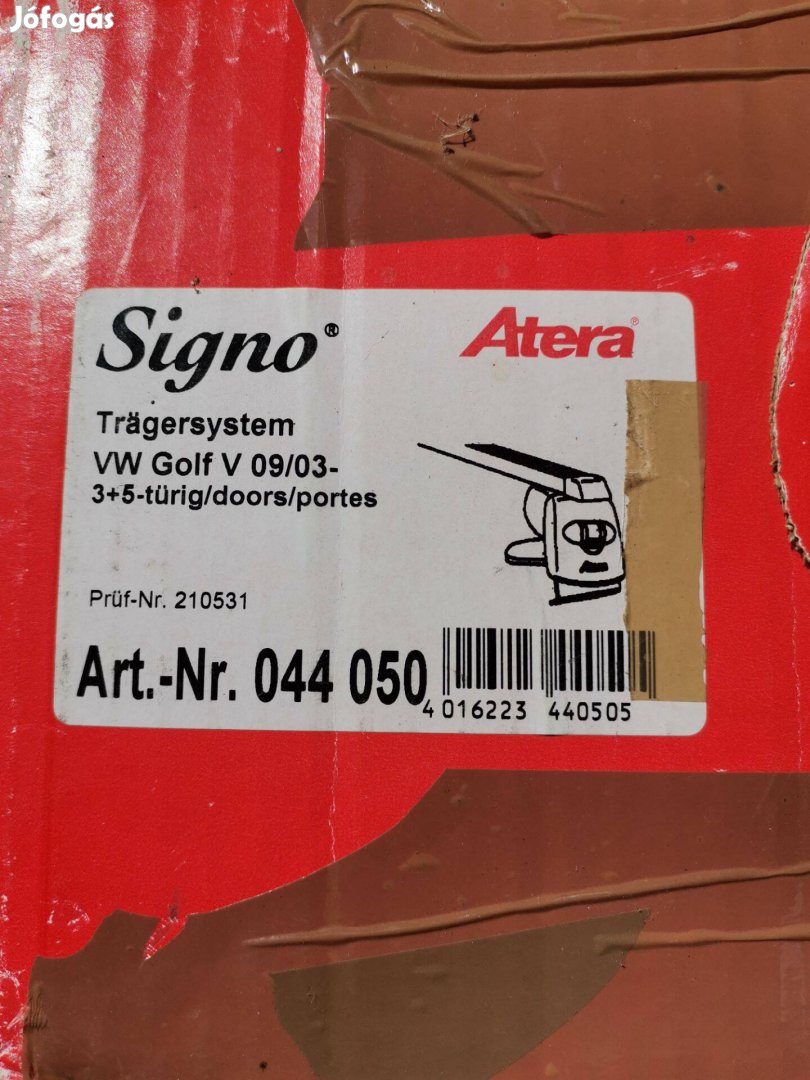 Jófogás
Signo® Atera®
Trägersystem
VW Golf V 09/03-
3+5-türig/doors/portes
Prüf-Nr. 210531
Art.-Nr. 044 050
4 016223 440505